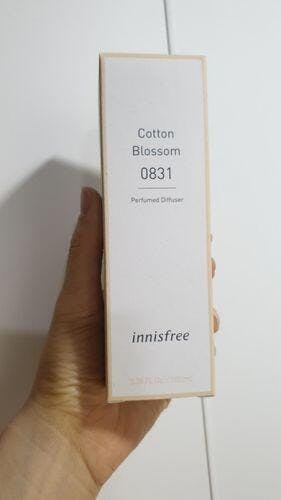 Cotton
Blossom
0831
Perfumed Diffuser
innisfree